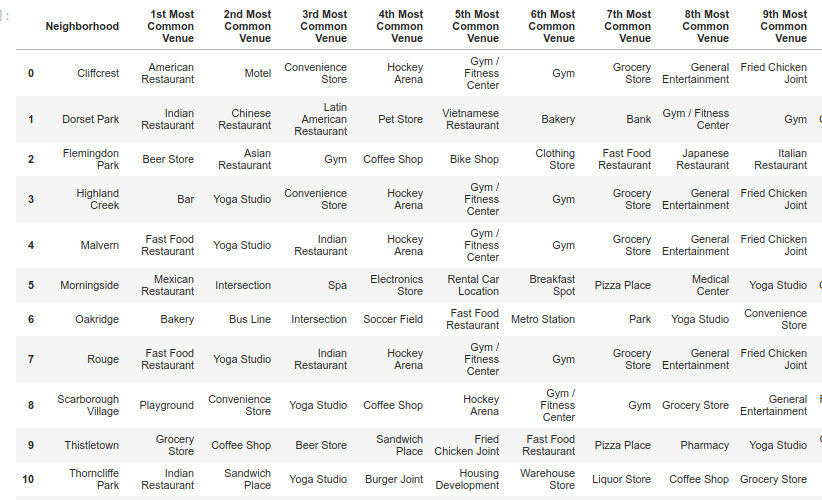 Neighborhood 1st Most Common Venue 2nd Most Common Venue 3rd Most Common Venue 4th Most Common Venue 5th Most Common Venue 6th Most Common Venue 7th Most Common Venue 8th Most Common Venue 9th Most Common Venue
0 Cliffcrest American Restaurant Motel Convenience Store Hockey Arena Gym / Fitness Center Gym Grocery Store General Entertainment Fried Chicken Joint
1 Dorset Park Indian Restaurant Chinese Restaurant Latin American Restaurant Pet Store Vietnamese Restaurant Bakery Bank Gym / Fitness Center Gym
2 Flemingdon Park Beer Store Asian Restaurant Gym Coffee Shop Bike Shop Clothing Store Fast Food Restaurant Japanese Restaurant Italian Restaurant
3 Highland Creek Bar Yoga Studio Convenience Store Hockey Arena Gym / Fitness Center Gym Grocery Store General Entertainment Fried Chicken Joint
4 Malvern Fast Food Restaurant Yoga Studio Indian Restaurant Hockey Arena Gym / Fitness Center Gym Grocery Store General Entertainment Fried Chicken Joint
5 Morningside Mexican Restaurant Intersection Spa Electronics Store Rental Car Location Breakfast Spot Pizza Place Medical Center Yoga Studio
6 Oakridge Bakery Bus Line Intersection Soccer Field Fast Food Restaurant Metro Station Park Yoga Studio Convenience Store
7 Rouge Fast Food Restaurant Yoga Studio Indian Restaurant Hockey Arena Gym / Fitness Center Gym Grocery Store General Entertainment Fried Chicken Joint
8 Scarborough Village Playground Convenience Store Yoga Studio Coffee Shop Hockey Arena Gym / Fitness Center Gym Grocery Store General Entertainment
9 Thistletown Grocery Store Coffee Shop Beer Store Sandwich Place Fried Chicken Joint Fast Food Restaurant Pizza Place Pharmacy Yoga Studio
10 Thorncliffe Park Indian Restaurant Sandwich Place Yoga Studio Burger Joint Housing Development Warehouse Store Liquor Store Coffee Shop Grocery Store